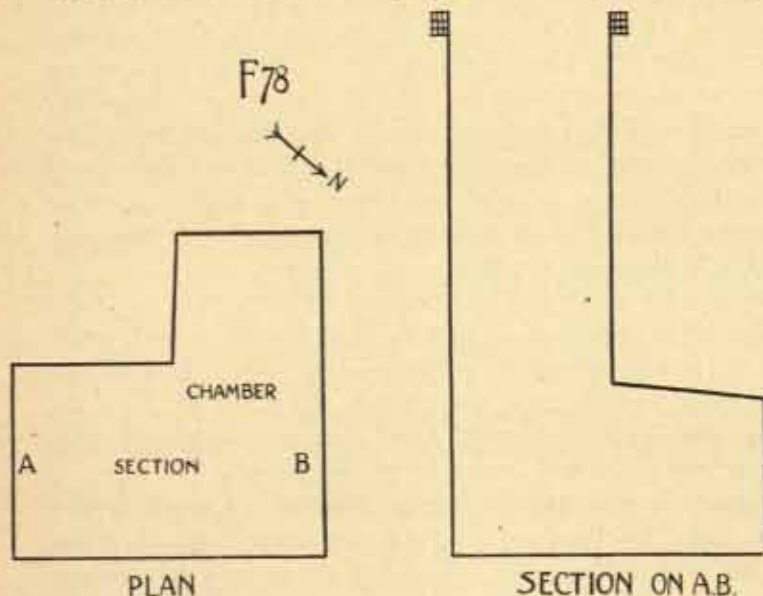 F78
N
CHAMBER
A SECTION B
PLAN
SECTION ON A.B.